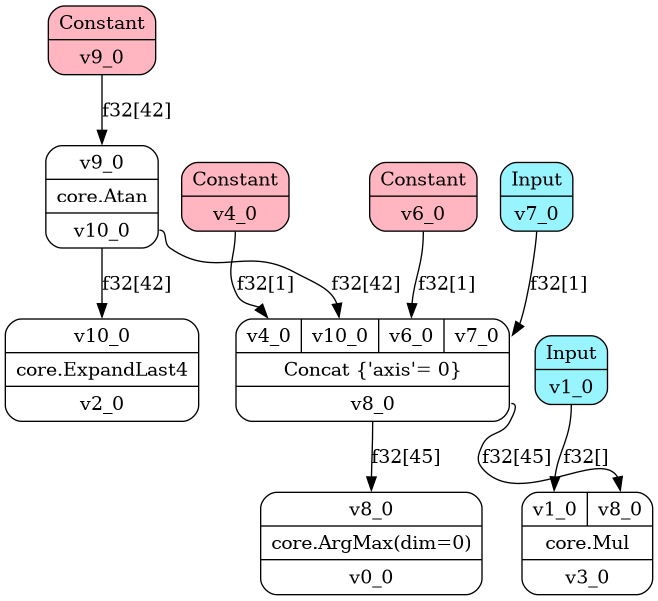 Constant
v9_0
f32[42]
v9_0
core.Atan
v10_0
Constant
v4_0
Constant
v6_0
Input
v7_0
f32[42]
f32[1]
f32[42]
f32[1]
f32[1]
v10_0
core.ExpandLast4
v2_0
v4_0 v10_0 v6_0 v7_0
Concat {'axis'= 0}
v8_0
Input
v1_0
f32[45]
f32[45]
f32[]
v8_0
core.ArgMax(dim=0)
v0_0
v1_0 v8_0
core.Mul
v3_0